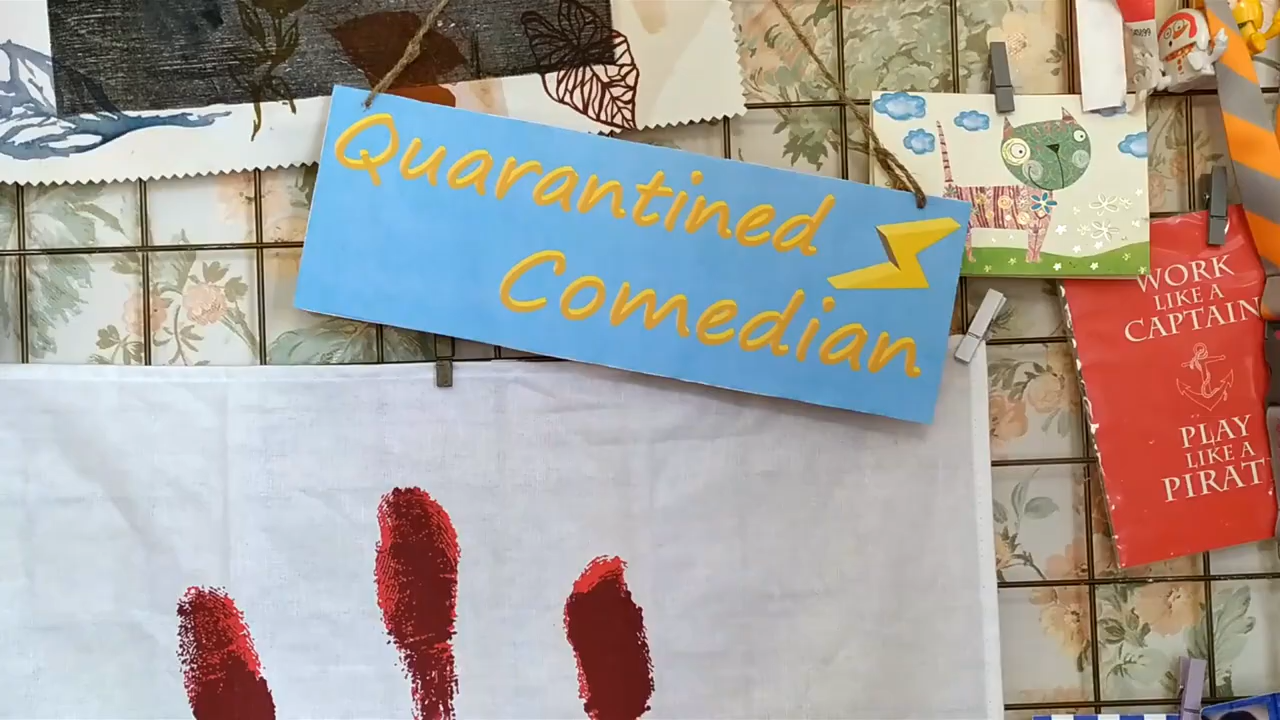 Quarantined
Comedian
WORK
LIKE A
CAPTAIN
PLAY
LIKE A
PIRAT